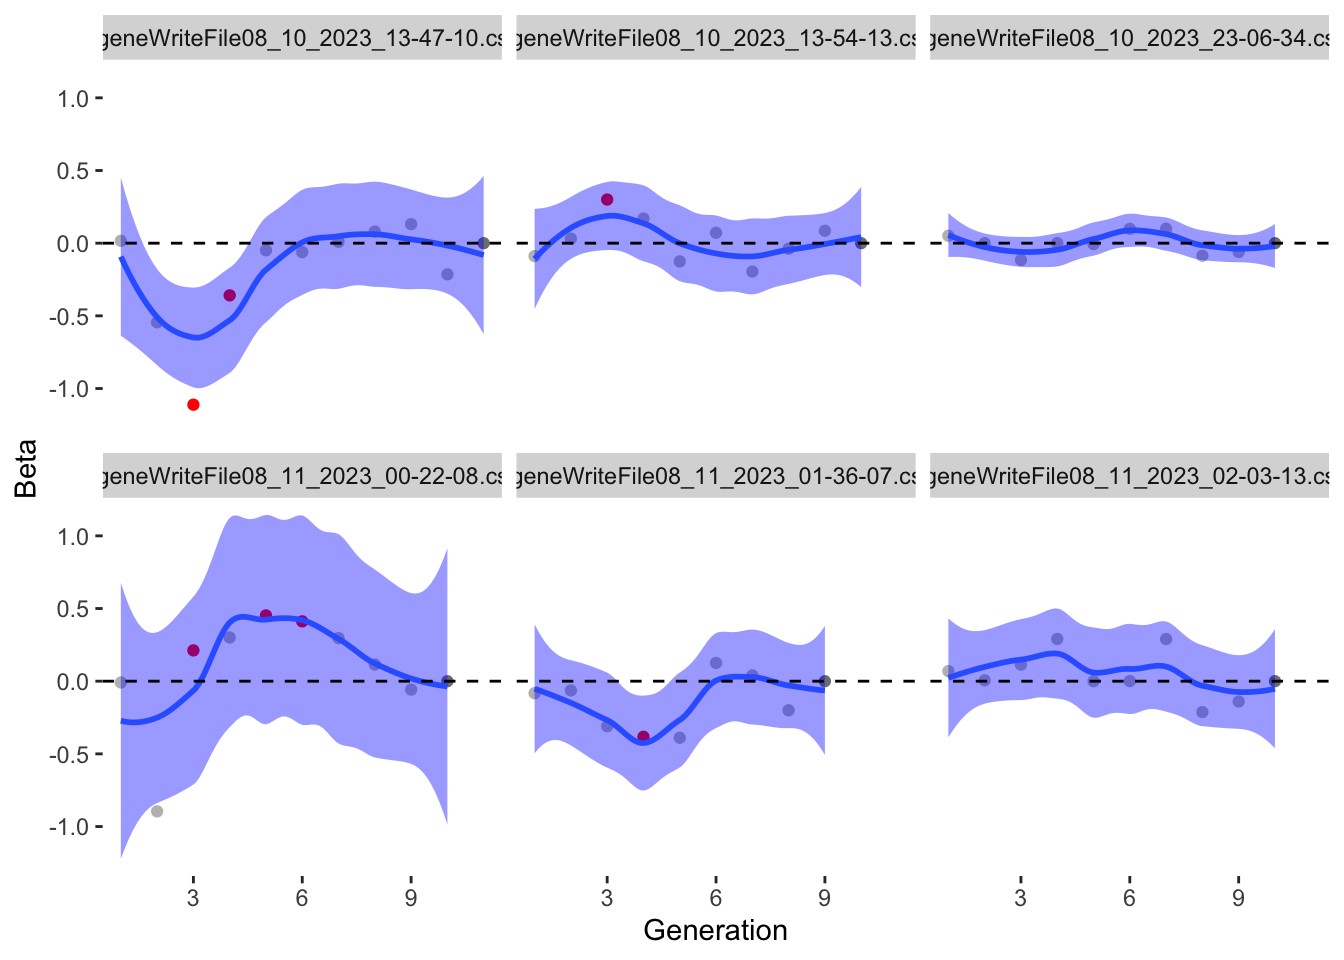 geneWriteFile08_10_2023_13-47-10.cs
geneWriteFile08_10_2023_13-54-13.cs
geneWriteFile08_10_2023_23-06-34.cs
1.0
0.5
0.0
-0.5
-1.0
Beta
geneWriteFile08_11_2023_00-22-08.cs
geneWriteFile08_11_2023_01-36-07.cs
geneWriteFile08_11_2023_02-03-13.cs
1.0
0.5
0.0
-0.5
-1.0
3 6 9
3 6 9
3 6 9
Generation